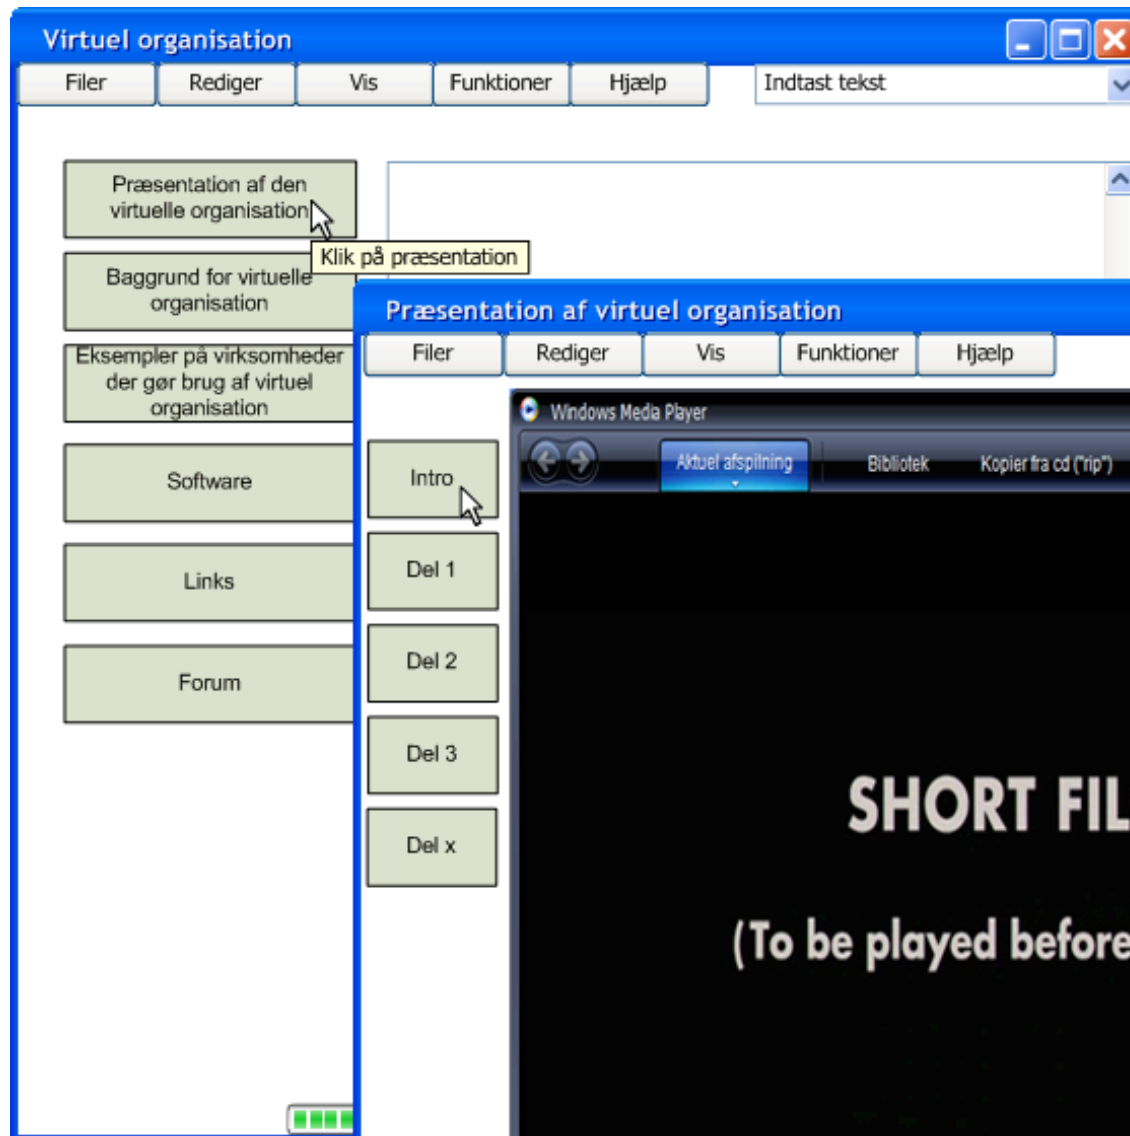 Virtuel organisation
Filer Rediger Vis Funktioner Hjælp Indtast tekst
Præsentation af den
virtuelle organisation
Klik på præsentation
Baggrund for virtuelle
organisation
Eksempler på virksomheder
der gør brug af virtuel
organisation
Software
Links
Forum
Præsentation af virtuel organisation
Filer Rediger Vis Funktioner Hjælp
Windows Media Player
Aktuel afspilning Bibliotek Kopier fra cd ("rip")
Intro
Del 1
Del 2
Del 3
Del x
SHORT FIL
(To be played before